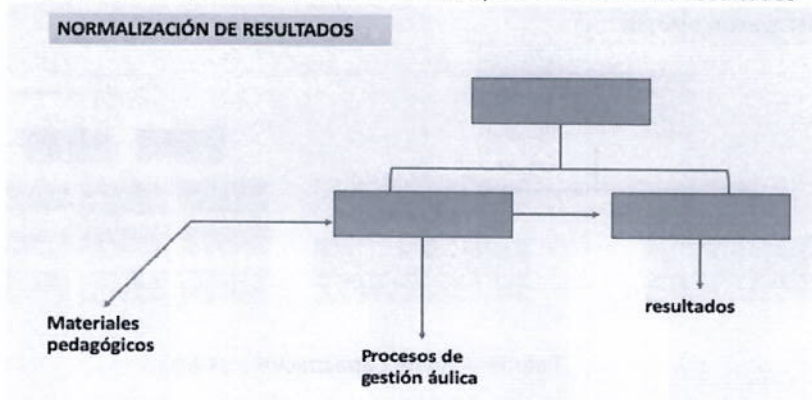 NORMALIZACIÓN DE RESULTADOS
Materiales
pedagógicos
Procesos de
gestión áulica
resultados